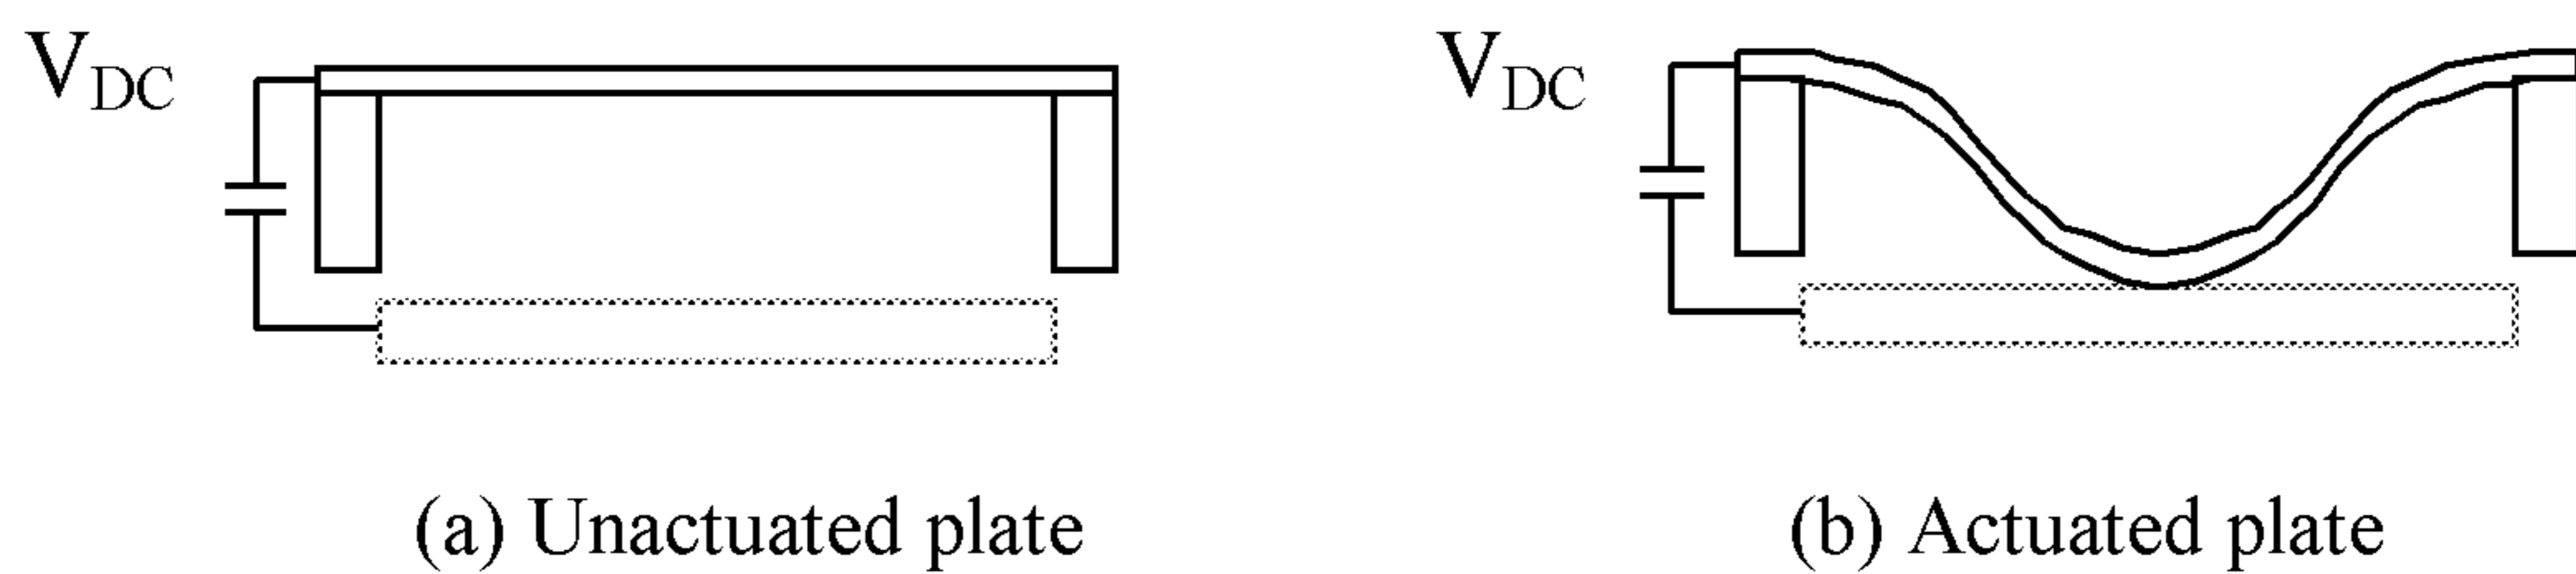 V_DC
V_DC
(a) Unactuated plate
(b) Actuated plate